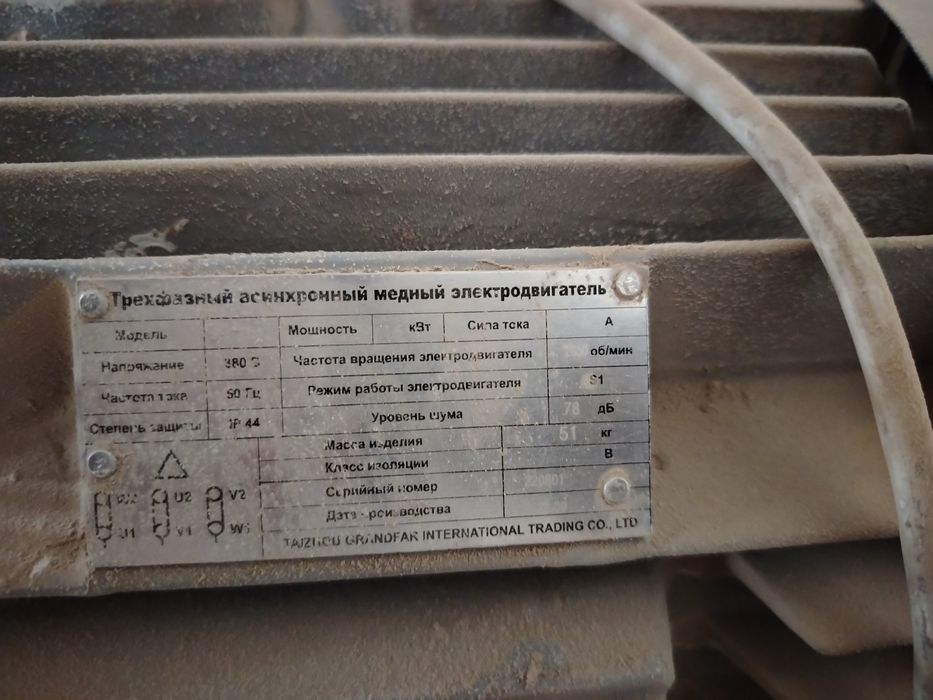 Трехфазный асинхронный медный электродвигатель
Модель Мощность кВт Сила тока А
Напряжение 380 В Частота вращения электродвигателя об/мин
Частота тока 50 Гц Режим работы электродвигателя S1
Степень защиты IP 44 Уровень шума 78 дБ
Масса изделия 51 кг
Класс изоляции В
Серийный номер 220601
Дата производства
W2 U2 V2
U1 V1 W1
TAIZHOU GRANDFAR INTERNATIONAL TRADING CO., LTD